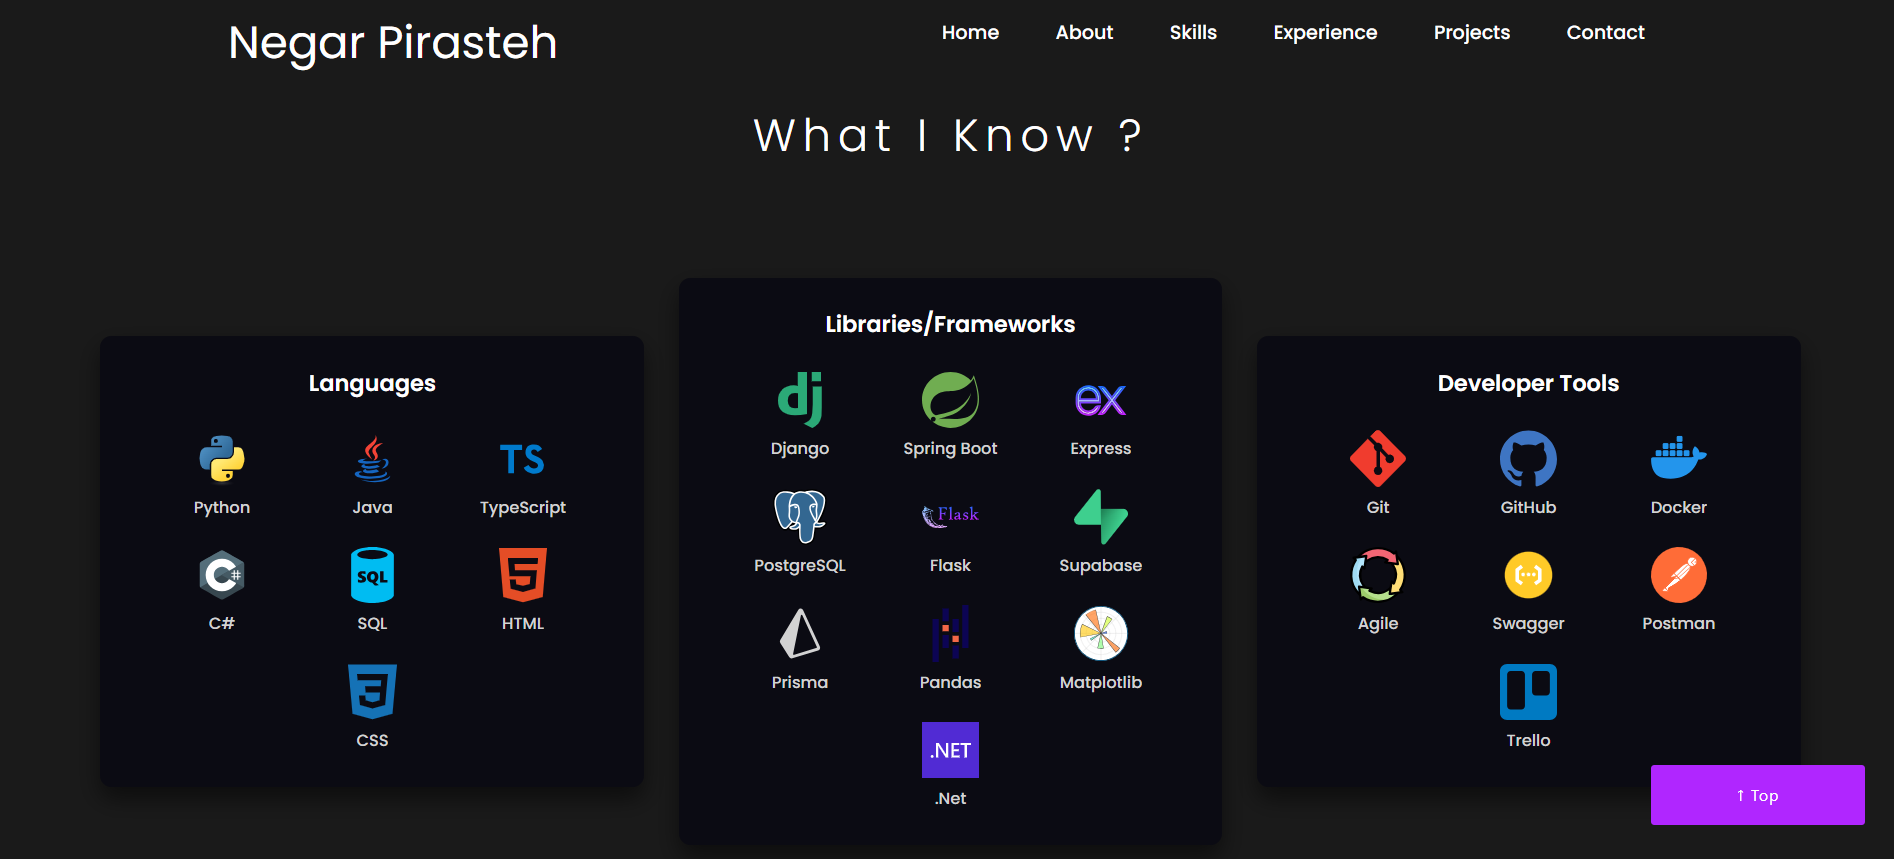 Negar Pirasteh
Home About Skills Experience Projects Contact
What I Know ?
Languages
Python Java TS TypeScript
C# C# SQL SQL HTML
CSS
Libraries/Frameworks
dj Django Spring Boot ex Express
PostgreSQL Flask Flask Supabase
Prisma Pandas Matplotlib
.NET
.Net
Developer Tools
Git GitHub Docker
Agile Swagger Postman
Trello
↑ Top